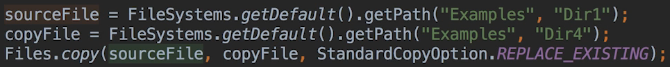 sourceFile = FileSystems.getDefault().getPath("Examples", "Dir1");
copyFile = FileSystems.getDefault().getPath("Examples", "Dir4");
Files.copy(sourceFile, copyFile, StandardCopyOption.REPLACE_EXISTING);